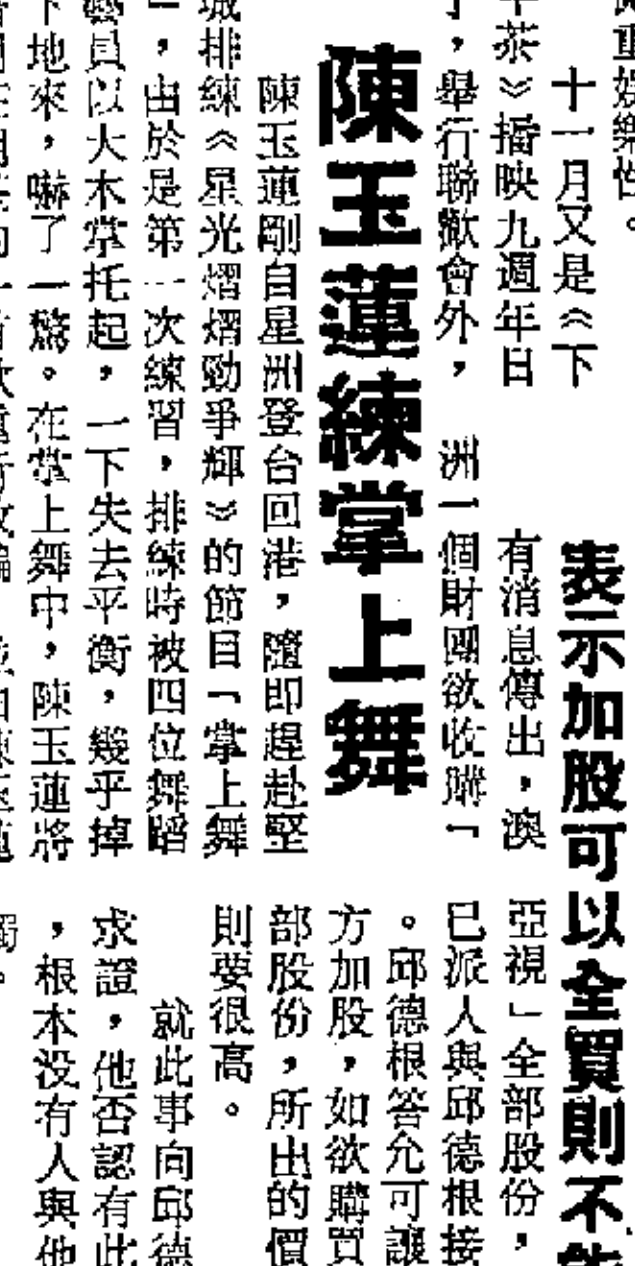 重娛樂性。
十一月又是《下
午茶》播映九週年日
，舉行聯歡會外，
陳玉蓮練掌上舞
陳玉蓮剛自星洲登台回港，隨即趕赴堅
城排練《星光熠熠勁爭輝》的節目「掌上舞
」，由於是第一次練習，排練時被四位舞蹈
藝員以大木掌托起，一下失去平衡，幾乎掉
下地來，嚇了一驚。在掌上舞中，陳玉蓮將
表示加股可以全買則不能
有消息傳出，澳
洲一個財團欲收購「
亞視」全部股份，
已派人與邱德根接
。邱德根答允可讓
方加股，如欲購買
部股份，所出的價
則要很高。
就此事向邱德
求證，他否認有此
，根本没有人與他